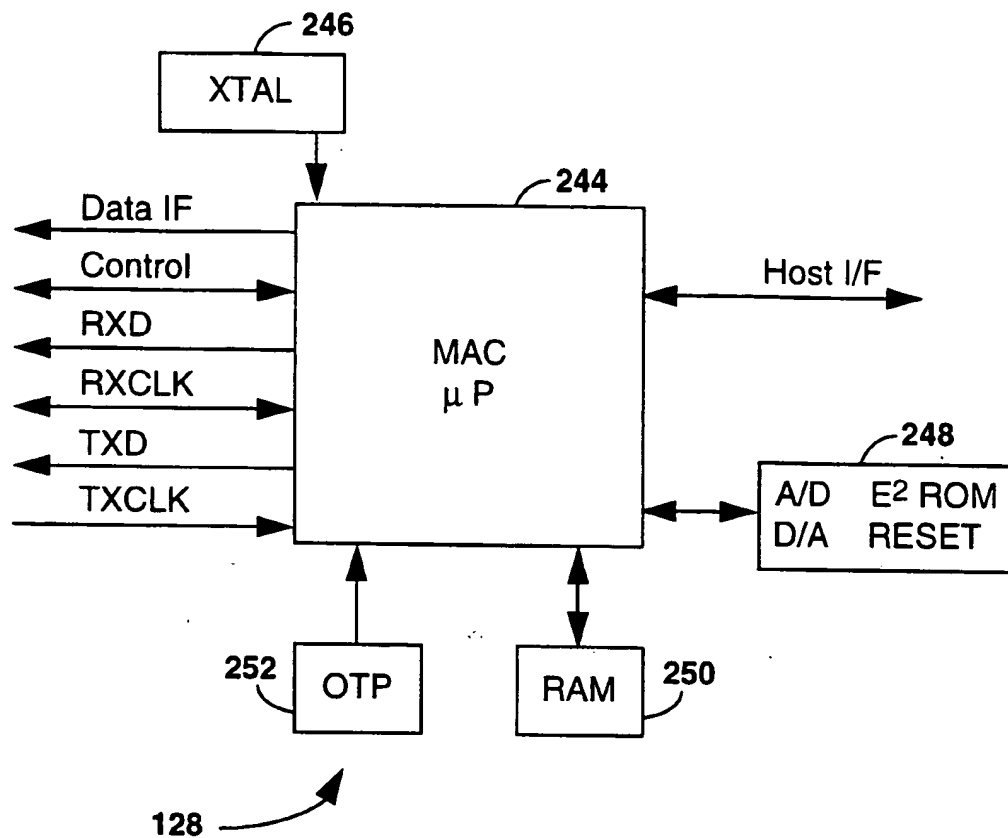 246
XTAL
244
Data IF
Control
RXD
RXCLK
TXD
TXCLK
MAC
μ P
Host I/F
248
A/D E² ROM
D/A RESET
252
OTP
RAM
250
128